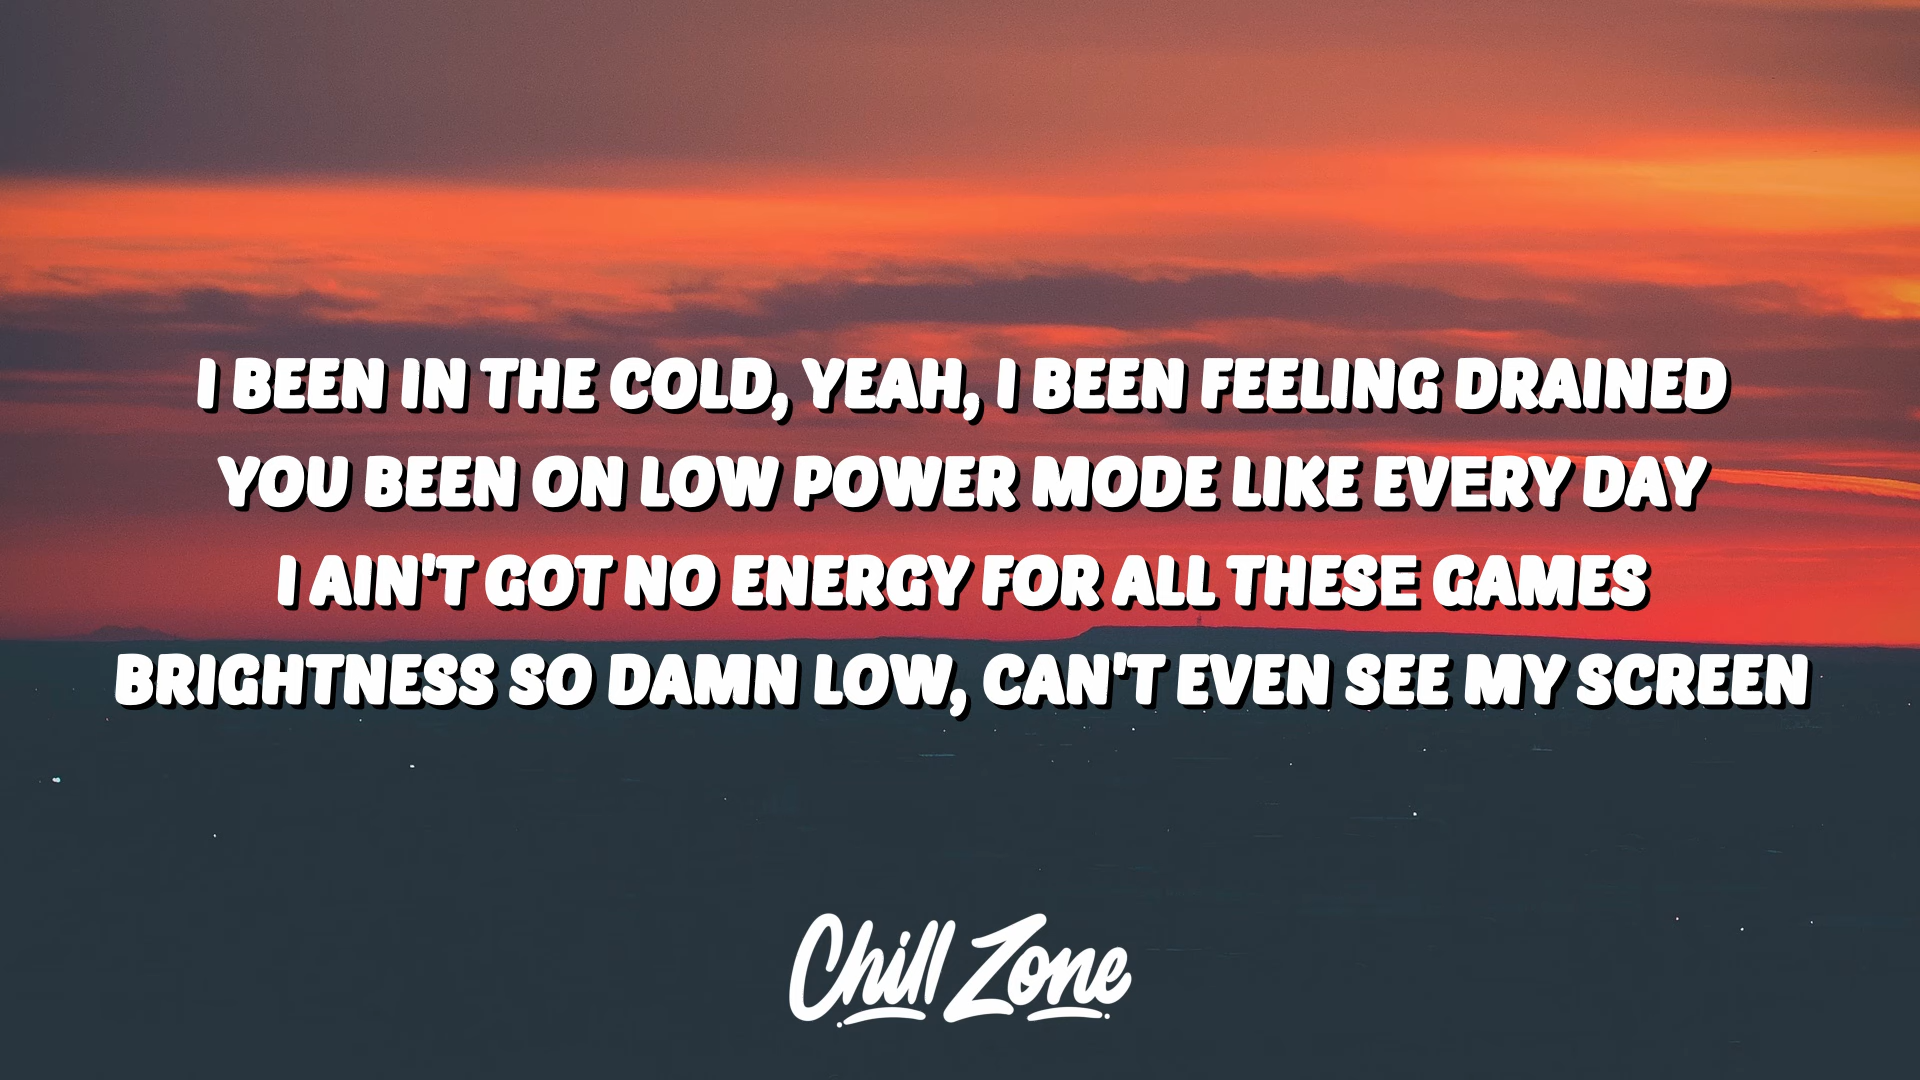 I BEEN IN THE COLD, YEAH, I BEEN FEELING DRAINED
YOU BEEN ON LOW POWER MODE LIKE EVERY DAY
I AIN'T GOT NO ENERGY FOR ALL THESE GAMES
BRIGHTNESS SO DAMN LOW, CAN'T EVEN SEE MY SCREEN
Chill Zone